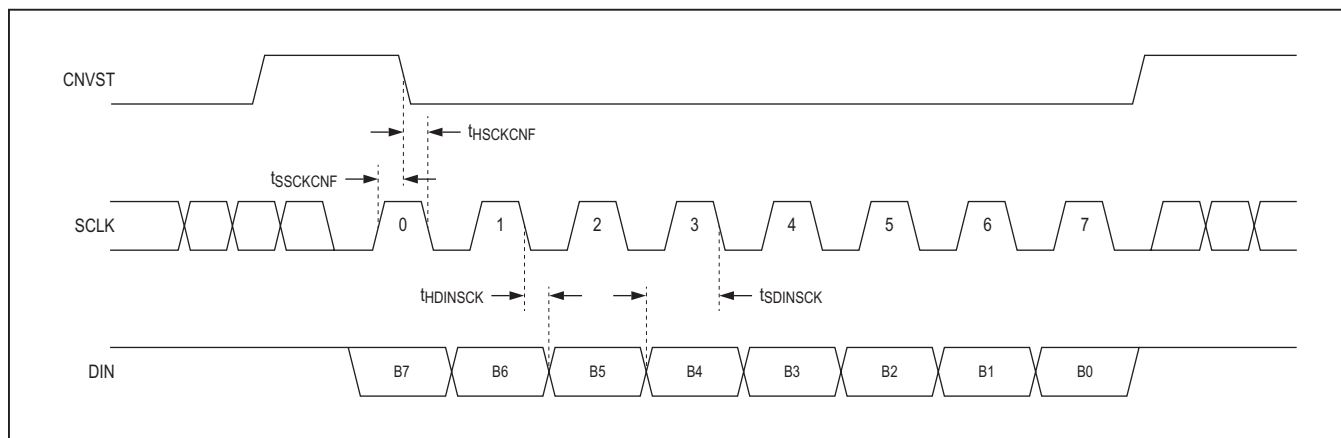 CNVST
tHSCKCNF
tSSCKCNF
SCLK 0 1 2 3 4 5 6 7
tHDINSCK tSDINSCK
DIN B7 B6 B5 B4 B3 B2 B1 B0